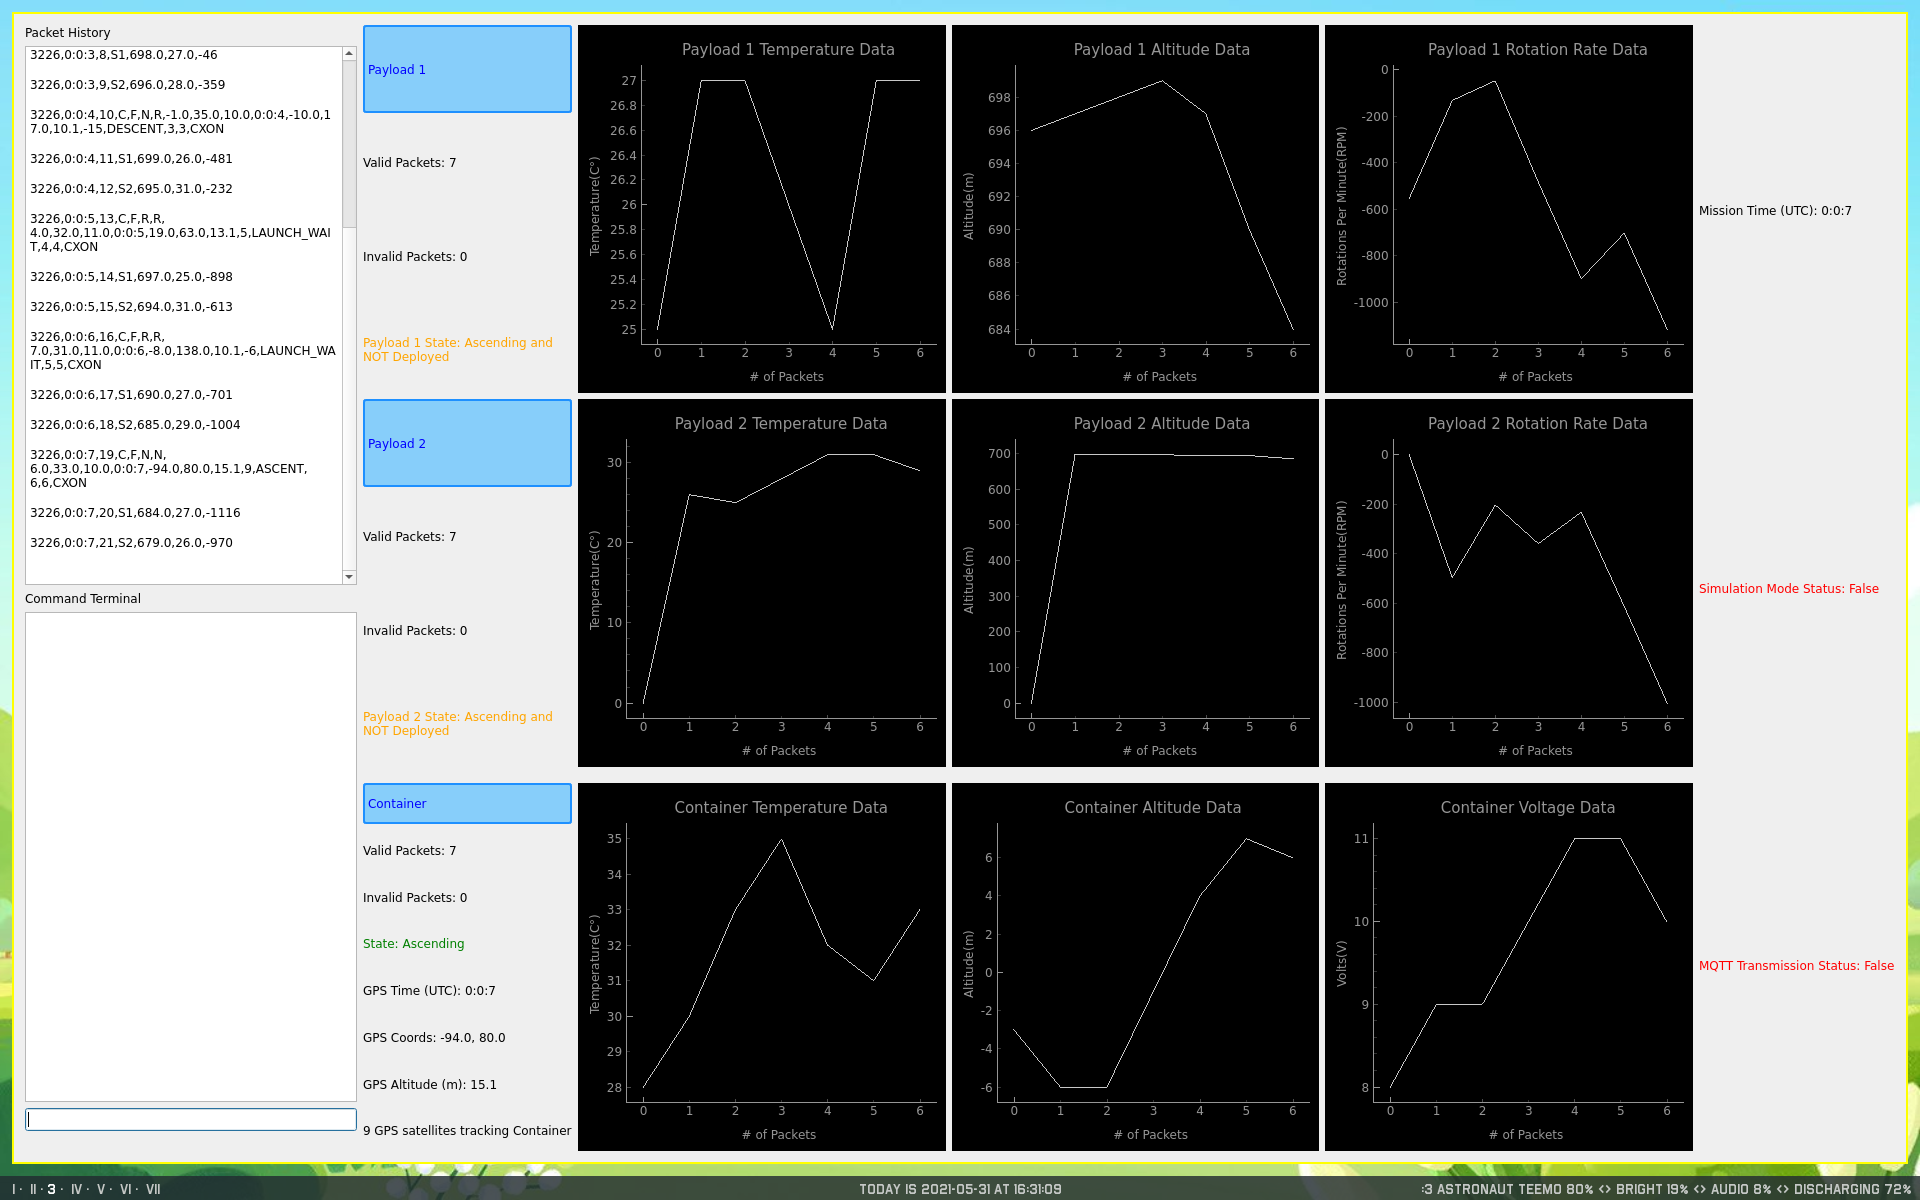 Packet History
3226,0:0:3,8,S1,698.0,27.0,-46
3226,0:0:3,9,S2,696.0,28.0,-359
3226,0:0:4,10,C,F,N,R,-1.0,35.0,10.0,0:0:4,-10.0,1
7.0,10.1,-15,DESCENT,3,3,CXON
3226,0:0:4,11,S1,699.0,26.0,-481
3226,0:0:4,12,S2,695.0,31.0,-232
3226,0:0:5,13,C,F,R,R,
4.0,32.0,11.0,0:0:5,19.0,63.0,13.1,5,LAUNCH_WAI
T,4,4,CXON
3226,0:0:5,14,S1,697.0,25.0,-898
3226,0:0:5,15,S2,694.0,31.0,-613
3226,0:0:6,16,C,F,R,R,
7.0,31.0,11.0,0:0:6,-8.0,138.0,10.1,-6,LAUNCH_WA
IT,5,5,CXON
3226,0:0:6,17,S1,690.0,27.0,-701
3226,0:0:6,18,S2,685.0,29.0,-1004
3226,0:0:7,19,C,F,N,N,
6.0,33.0,10.0,0:0:7,-94.0,80.0,15.1,9,ASCENT,
6,6,CXON
3226,0:0:7,20,S1,684.0,27.0,-1116
3226,0:0:7,21,S2,679.0,26.0,-970
Command Terminal
Payload 1
Valid Packets: 7
Invalid Packets: 0
Payload 1 State: Ascending and
NOT Deployed
Payload 2
Valid Packets: 7
Invalid Packets: 0
Payload 2 State: Ascending and
NOT Deployed
Container
Valid Packets: 7
Invalid Packets: 0
State: Ascending
GPS Time (UTC): 0:0:7
GPS Coords: -94.0, 80.0
GPS Altitude (m): 15.1
9 GPS satellites tracking Container
Payload 1 Temperature Data
Temperature(C°)
27
26.8
26.6
26.4
26.2
26
25.8
25.6
25.4
25.2
25
0 1 2 3 4 5 6
# of Packets
Payload 1 Altitude Data
Altitude(m)
698
696
694
692
690
688
686
684
0 1 2 3 4 5 6
# of Packets
Payload 1 Rotation Rate Data
Rotations Per Minute(RPM)
0
-200
-400
-600
-800
-1000
0 1 2 3 4 5 6
# of Packets
Payload 2 Temperature Data
Temperature(C°)
30
20
10
0
0 1 2 3 4 5 6
# of Packets
Payload 2 Altitude Data
Altitude(m)
700
600
500
400
300
200
100
0
0 1 2 3 4 5 6
# of Packets
Payload 2 Rotation Rate Data
Rotations Per Minute(RPM)
0
-200
-400
-600
-800
-1000
0 1 2 3 4 5 6
# of Packets
Container Temperature Data
Temperature(C°)
35
34
33
32
31
30
29
28
0 1 2 3 4 5 6
# of Packets
Container Altitude Data
Altitude(m)
6
4
2
0
-2
-4
-6
0 1 2 3 4 5 6
# of Packets
Container Voltage Data
Volts(V)
11
10
9
8
0 1 2 3 4 5 6
# of Packets
Mission Time (UTC): 0:0:7
Simulation Mode Status: False
MQTT Transmission Status: False
I · II · 3 · IV · V · VI · VII
TODAY IS 2021-05-31 AT 16:31:09
:3 ASTRONAUT TEEMO 80% <> BRIGHT 19% <> AUDIO 8% <> DISCHARGING 72%